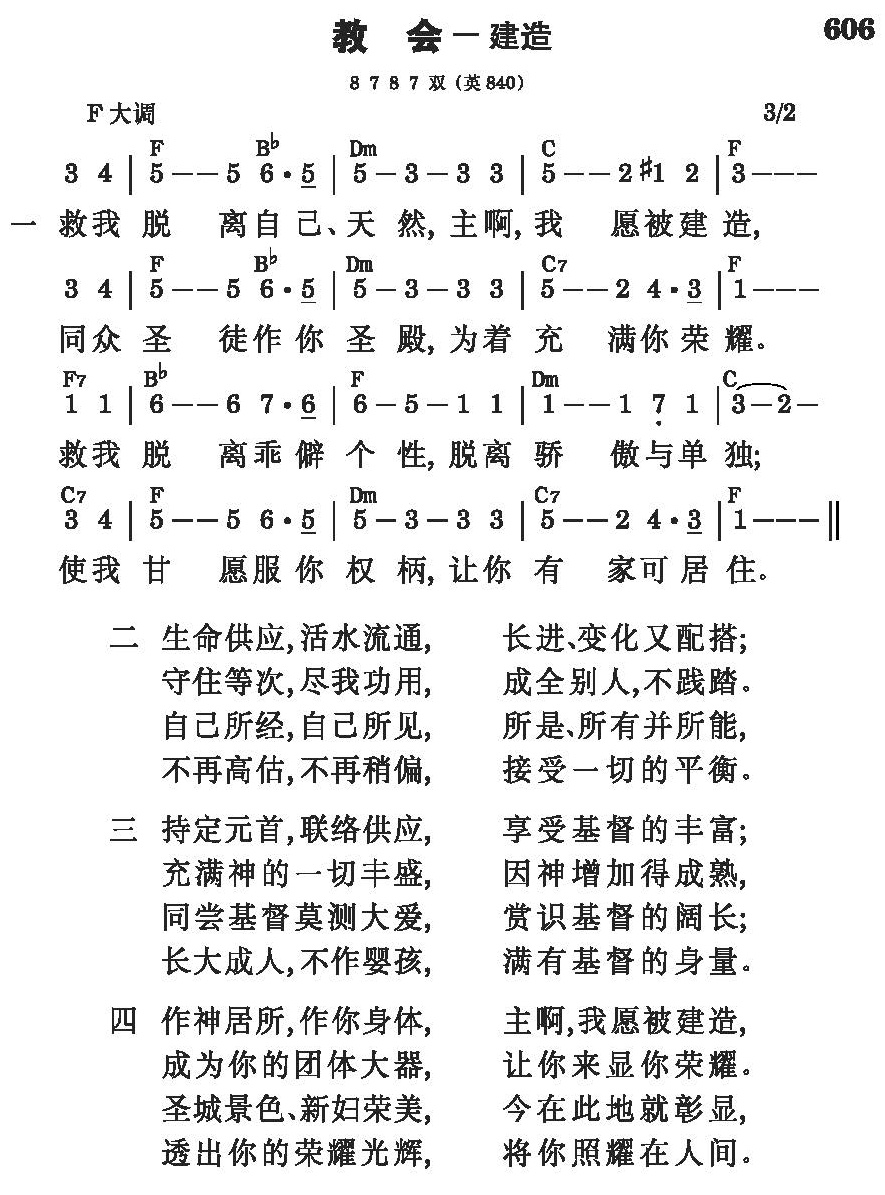 教 会 — 建造 606
8 7 8 7 双 (英 840)
F 大调 3/2
F B♭ Dm C F
3 4 | 5 — — 5 6 · 5 | 5 — 3 — 3 3 | 5 — — 2 #1 2 | 3 — — —
一 救我 脱 离自 己、天 然, 主啊, 我 愿被建 造,
F B♭ Dm C7 F
3 4 | 5 — — 5 6 · 5 | 5 — 3 — 3 3 | 5 — — 2 4 · 3 | 1 — — —
同众 圣 徒作 你 圣 殿, 为着 充 满你 荣 耀。
F7 B♭ F Dm C
1 1 | 6 — — 6 7 · 6 | 6 — 5 — 1 1 | 1 — — 1 7̣ 1 | 3 — 2 —
救我 脱 离乖 僻 个 性, 脱离 骄 傲与单 独;
C7 F Dm C7 F
3 4 | 5 — — 5 6 · 5 | 5 — 3 — 3 3 | 5 — — 2 4 · 3 | 1 — — — ‖
使我 甘 愿服 你 权 柄, 让你 有 家可 居 住。
二 生命供应,活水流通, 长进、变化又配搭;
守住等次,尽我功用, 成全别人,不践踏。
自己所经,自己所见, 所是、所有并所能,
不再高估,不再稍偏, 接受一切的平衡。
三 持定元首,联络供应, 享受基督的丰富;
充满神的一切丰盛, 因神增加得成熟,
同尝基督莫测大爱, 赏识基督的阔长;
长大成人,不作婴孩, 满有基督的身量。
四 作神居所,作你身体, 主啊,我愿被建造,
成为你的团体大器, 让你来显你荣耀。
圣城景色、新妇荣美, 今在此地就彰显,
透出你的荣耀光辉, 将你照耀在人间。